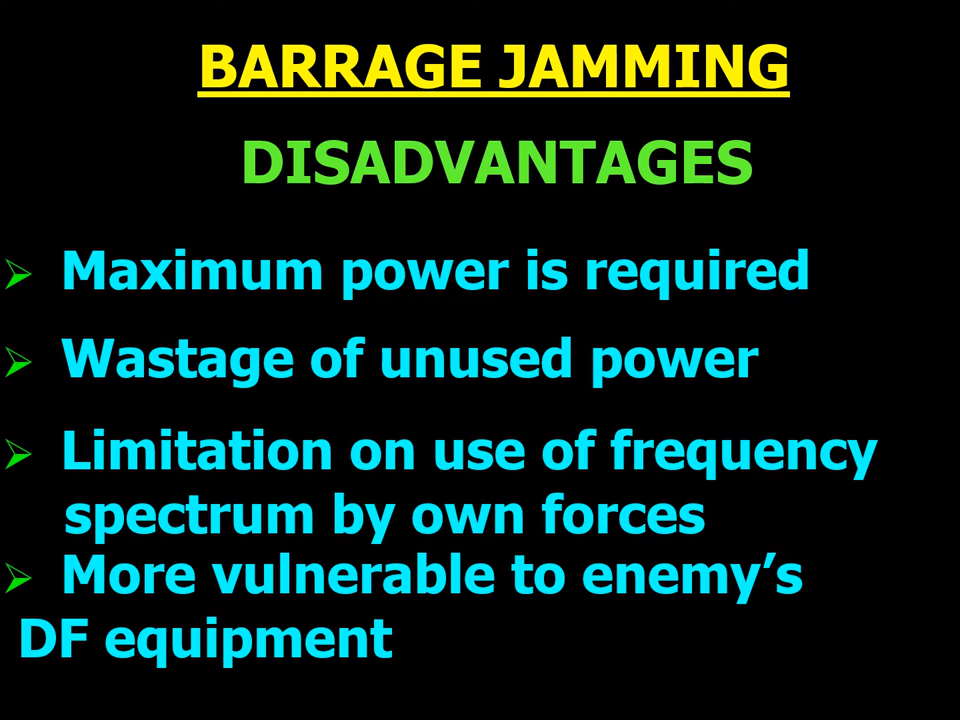 BARRAGE JAMMING
DISADVANTAGES
➢ Maximum power is required
➢ Wastage of unused power
➢ Limitation on use of frequency
spectrum by own forces
➢ More vulnerable to enemy’s
DF equipment